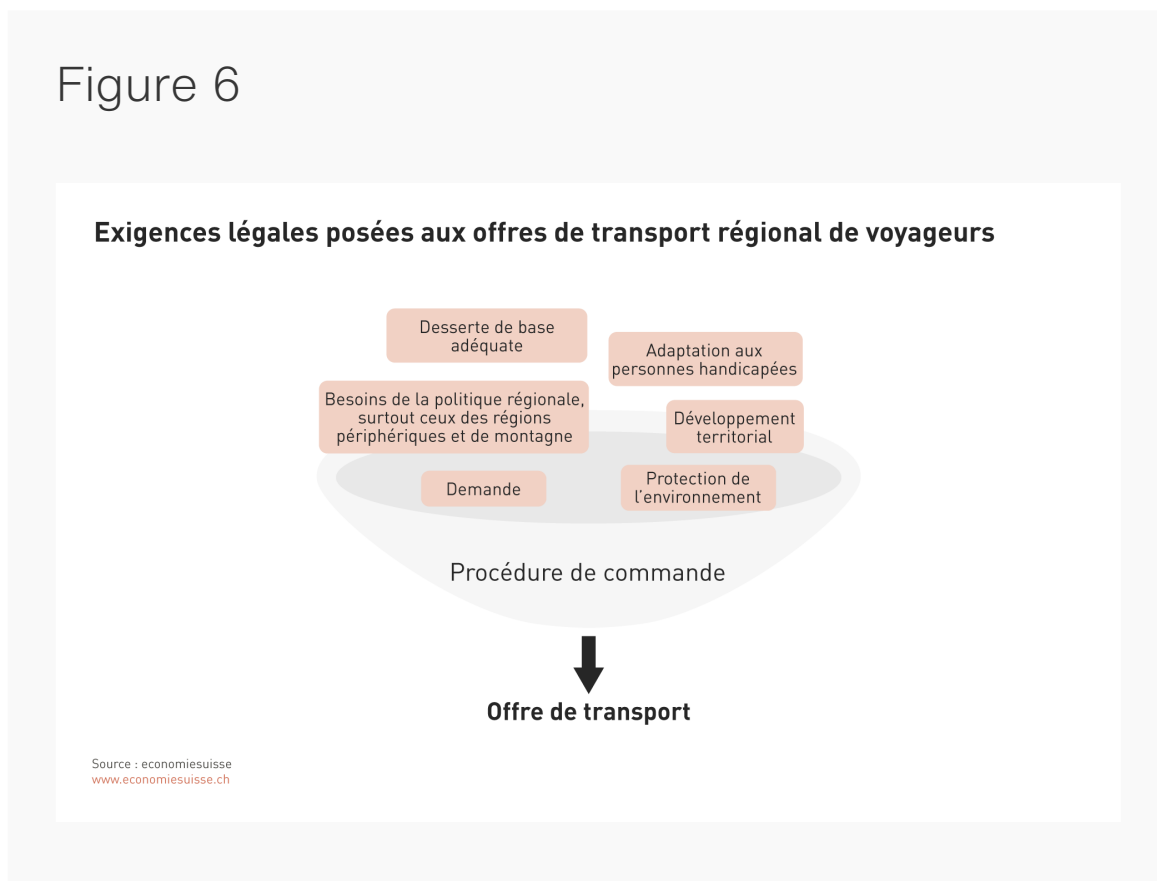 Figure 6
Exigences légales posées aux offres de transport régional de voyageurs
Desserte de base
adéquate
Adaptation aux
personnes handicapées
Besoins de la politique régionale,
surtout ceux des régions
périphériques et de montagne
Développement
territorial
Demande
Protection de
l'environnement
Procédure de commande
Offre de transport
Source : economiesuisse
www.economiesuisse.ch